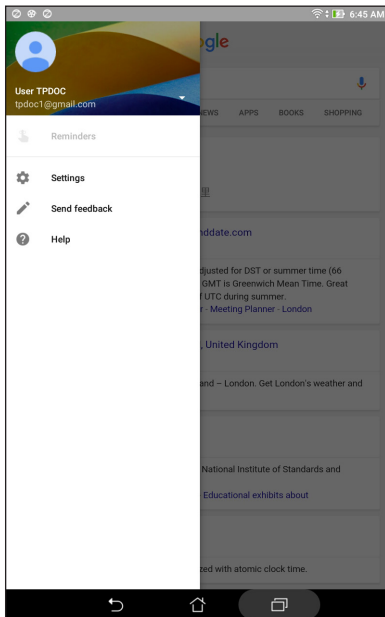 6:45 AM
ogle
User TPDOC
tpdoc1@gmail.com
EWS APPS BOOKS SHOPPING
Reminders
里
Settings
Send feedback
Help
nddate.com
djusted for DST or summer time (66
GMT is Greenwich Mean Time. Great
f UTC during summer.
r - Meeting Planner - London
, United Kingdom
and – London. Get London's weather and
National Institute of Standards and
Educational exhibits about
zed with atomic clock time.